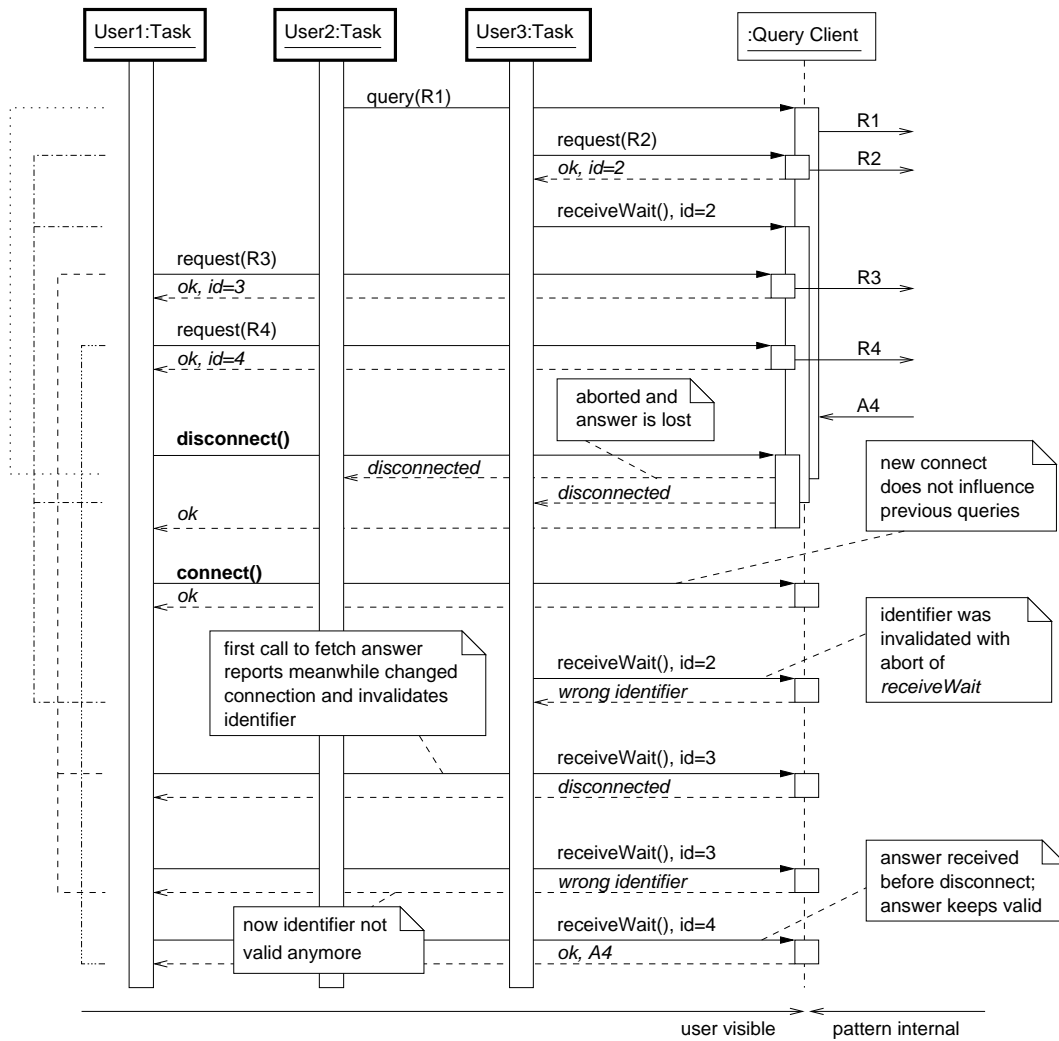 User1:Task
User2:Task
User3:Task
:Query Client
query(R1)
R1
request(R2)
R2
ok, id=2
receiveWait(), id=2
request(R3)
R3
ok, id=3
request(R4)
R4
ok, id=4
aborted and
answer is lost
A4
disconnect()
disconnected
new connect
does not influence
previous queries
disconnected
ok
connect()
ok
identifier was
invalidated with
abort of
receiveWait
first call to fetch answer
reports meanwhile changed
connection and invalidates
identifier
receiveWait(), id=2
wrong identifier
receiveWait(), id=3
disconnected
receiveWait(), id=3
wrong identifier
answer received
before disconnect;
answer keeps valid
now identifier not
valid anymore
receiveWait(), id=4
ok, A4
user visible
pattern internal